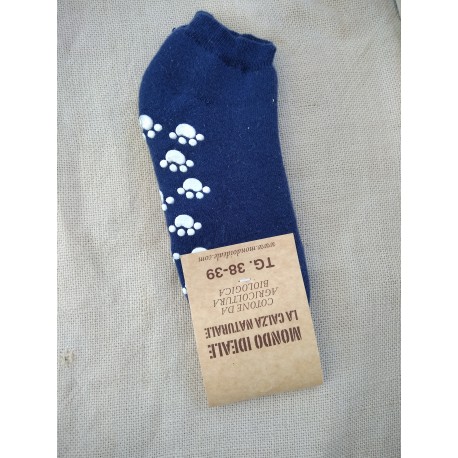 MONDO IDEALE
LA CALZA NATURALE
COTONE DA
AGRICOLTURA
BIOLOGICA
TG. 38-39
www.mondoideale.com